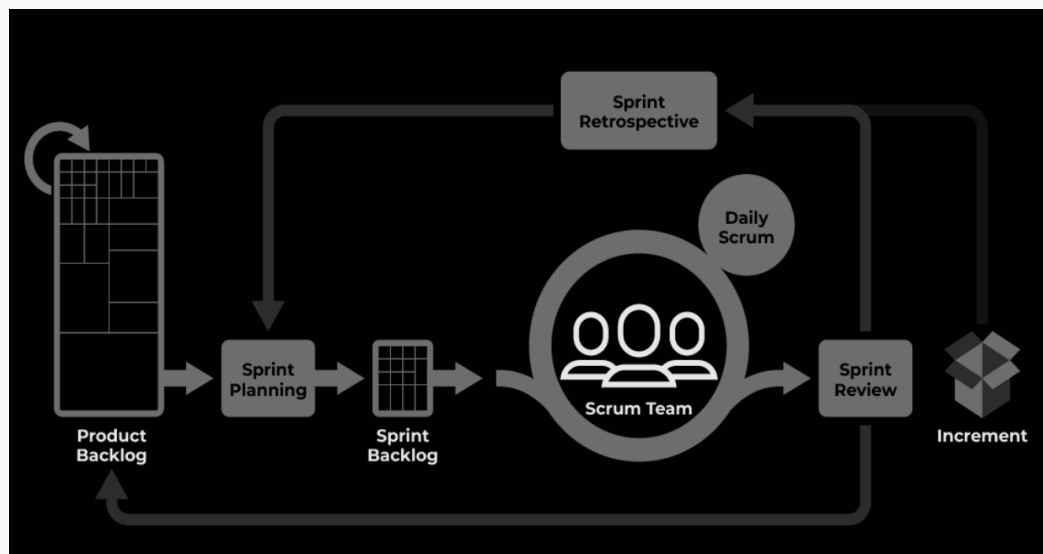 Sprint
Retrospective
Daily
Scrum
Sprint
Planning
Scrum Team
Sprint
Review
Product
Backlog
Sprint
Backlog
Increment